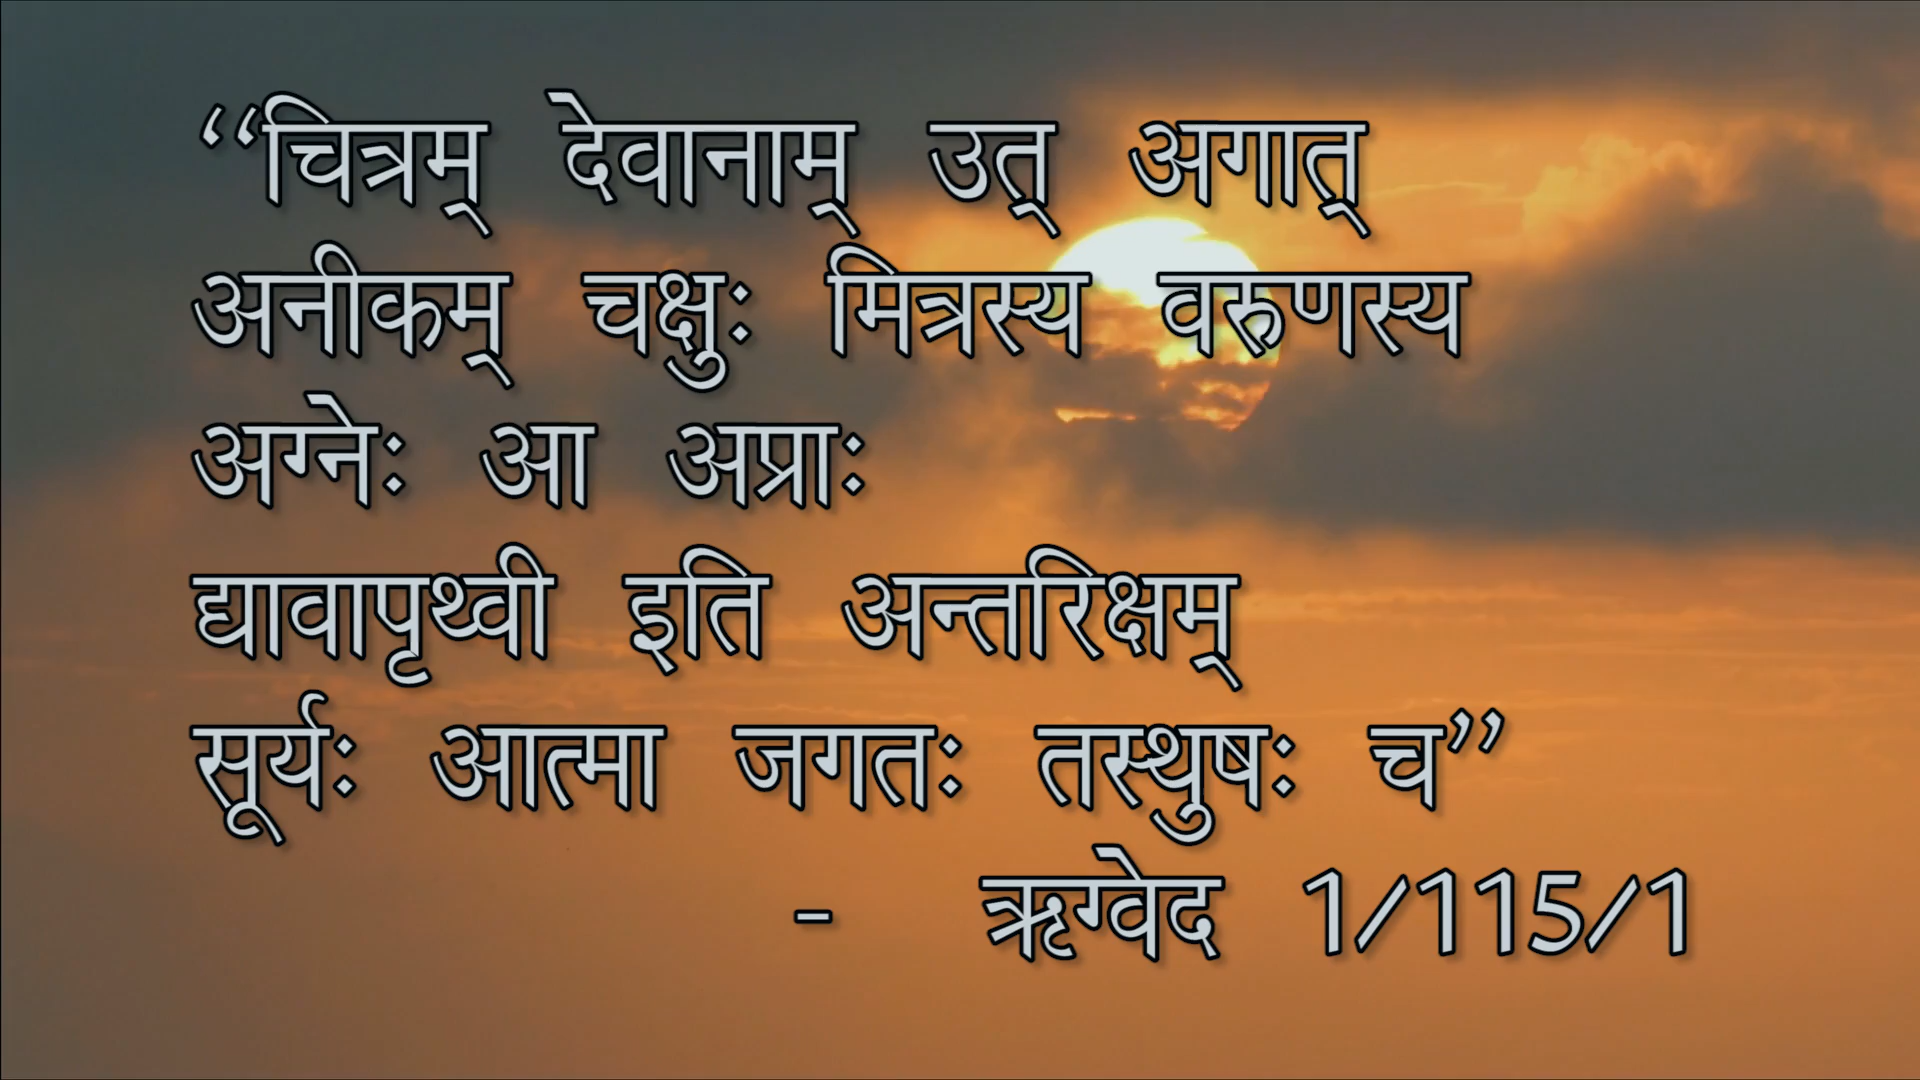 “चित्रम् देवानाम् उत् अगात्
अनीकम् चक्षुः मित्रस्य वरुणस्य
अग्नेः आ अप्राः
द्यावापृथ्वी इति अन्तरिक्षम्
सूर्यः आत्मा जगतः तस्थुषः च”
- ऋग्वेद 1/115/1